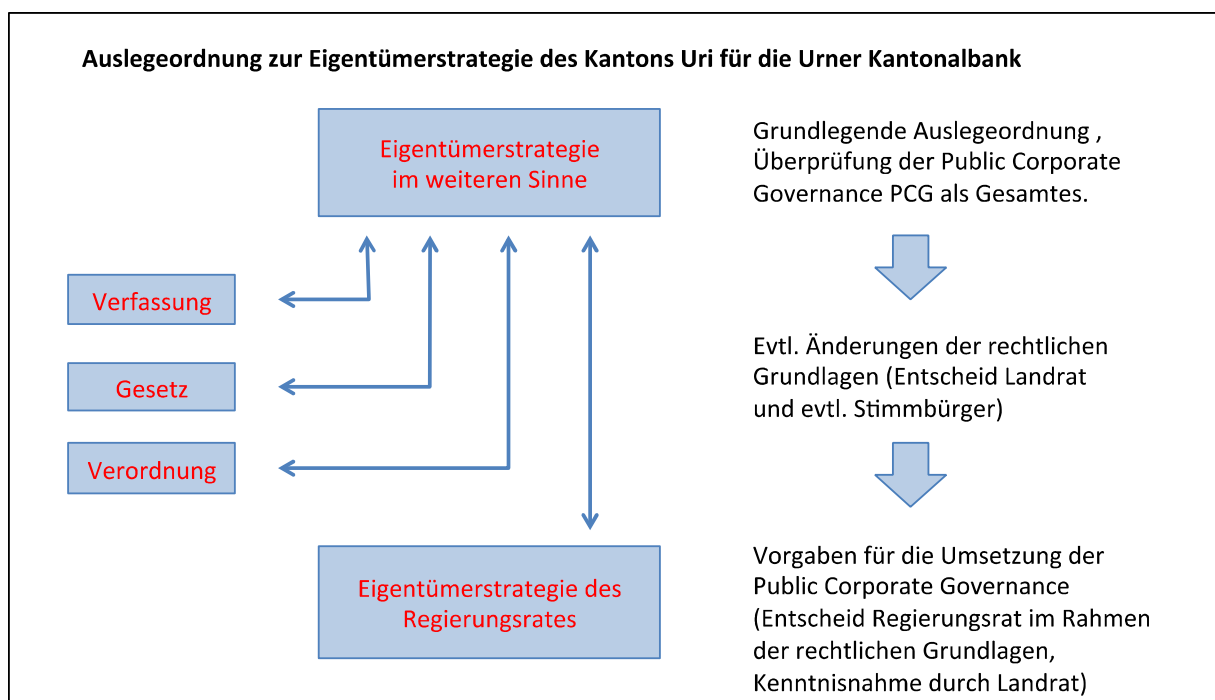 Auslegeordnung zur Eigentümerstrategie des Kantons Uri für die Urner Kantonalbank
Eigentümerstrategie
im weiteren Sinne
Grundlegende Auslegeordnung ,
Überprüfung der Public Corporate
Governance PCG als Gesamtes.
Verfassung
Gesetz
Verordnung
Evtl. Änderungen der rechtlichen
Grundlagen (Entscheid Landrat
und evtl. Stimmbürger)
Eigentümerstrategie des
Regierungsrates
Vorgaben für die Umsetzung der
Public Corporate Governance
(Entscheid Regierungsrat im Rahmen
der rechtlichen Grundlagen,
Kenntnisnahme durch Landrat)